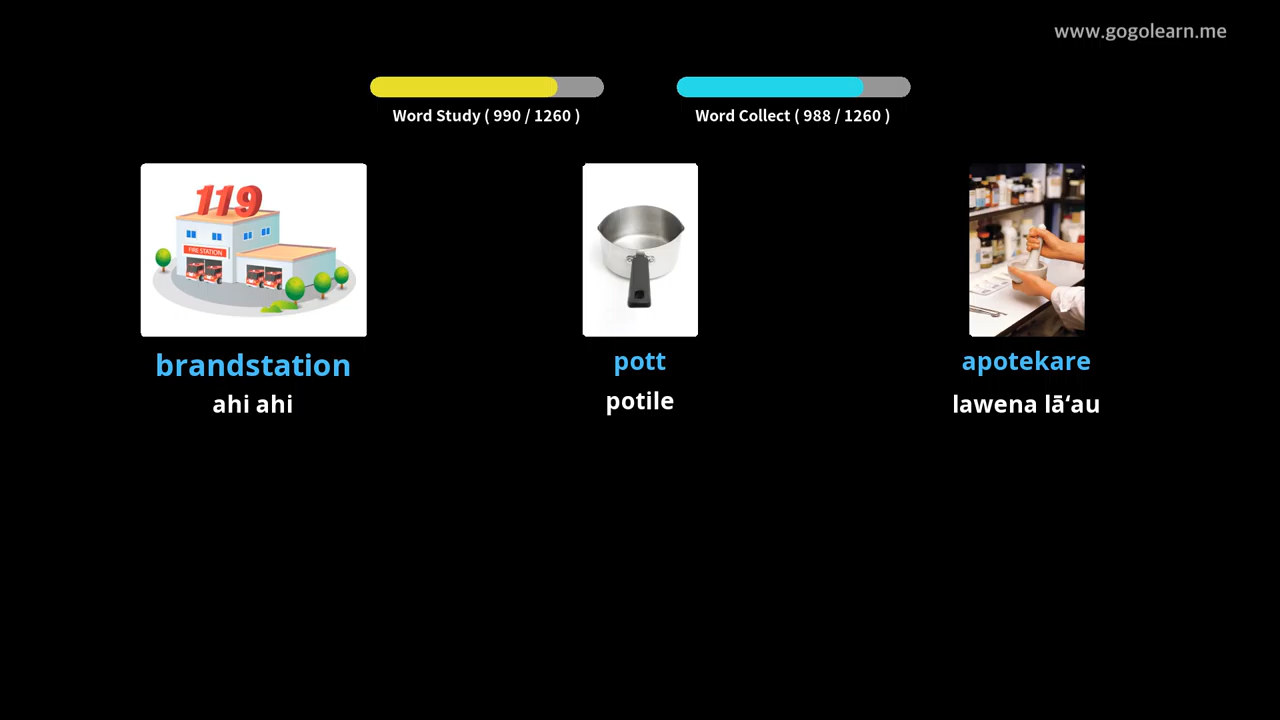 www.gogolearn.me
Word Study ( 990 / 1260 )
Word Collect ( 988 / 1260 )
119
FIRE STATION
brandstation
pott
apotekare
ahi ahi
potile
lawena lāʻau